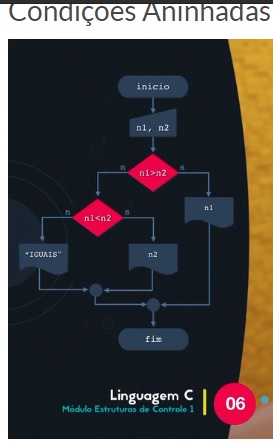 Condições Aninhadas
inicio
n1, n2
n n1>n2 s
n1
n n1<n2 s
"IGUAIS"
n2
fim
Linguagem C
Módulo Estruturas de Controle 1
06